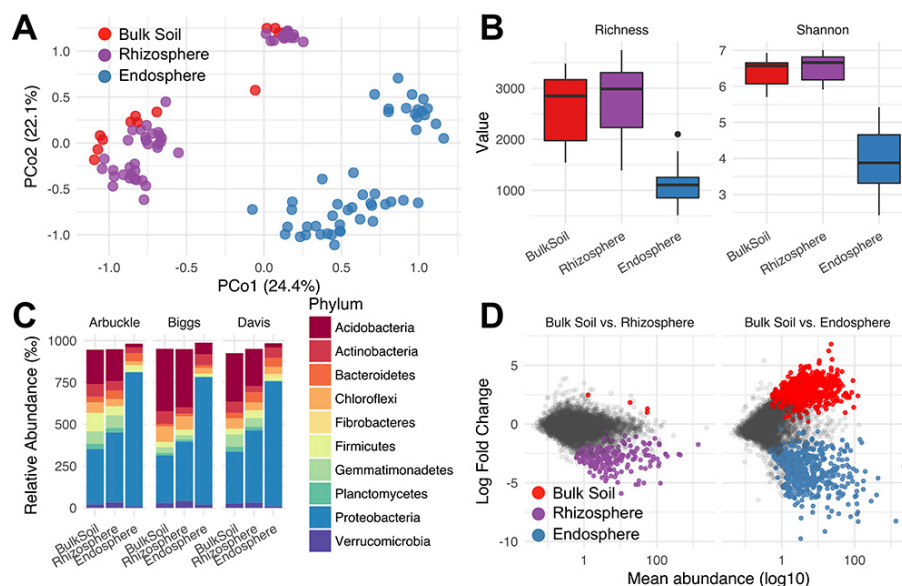 A
Bulk Soil
Rhizosphere
Endosphere
1.0
0.5
0.0
-0.5
-1.0
PCo2 (22.1%)
-1.0
-0.5
0.0
0.5
1.0
PCo1 (24.4%)
B
Richness
Shannon
Value
3000
2000
1000
7
6
5
4
3
BulkSoil
Rhizosphere
Endosphere
BulkSoil
Rhizosphere
Endosphere
C
Arbuckle
Biggs
Davis
Relative Abundance (‰)
1000
750
500
250
0
BulkSoil
Rhizosphere
Endosphere
BulkSoil
Rhizosphere
Endosphere
BulkSoil
Rhizosphere
Endosphere
Phylum
Acidobacteria
Actinobacteria
Bacteroidetes
Chloroflexi
Fibrobacteres
Firmicutes
Gemmatimonadetes
Planctomycetes
Proteobacteria
Verrucomicrobia
D
Bulk Soil vs. Rhizosphere
Bulk Soil vs. Endosphere
Log Fold Change
5
0
-5
-10
Bulk Soil
Rhizosphere
Endosphere
1
100
1
100
Mean abundance (log10)